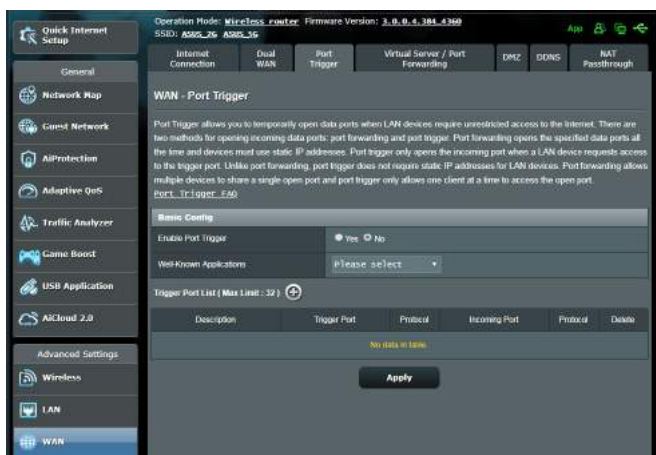 Quick Internet
Setup
General
Network Map
Guest Network
AiProtection
Adaptive QoS
Traffic Analyzer
Game Boost
USB Application
AiCloud 2.0
Advanced Settings
Wireless
LAN
WAN
Operation Mode: Wireless router Firmware Version: 3.0.0.4.384_4360
SSID: ASUS_2G ASUS_5G
App
Internet
Connection
Dual
WAN
Port
Trigger
Virtual Server / Port
Forwarding
DMZ
DDNS
NAT
Passthrough
WAN - Port Trigger
Port Trigger allows you to temporarily open data ports when LAN devices require unrestricted access to the Internet. There are
two methods for opening incoming data ports: port forwarding and port trigger. Port forwarding opens the specified data ports all
the time and devices must use static IP addresses. Port trigger only opens the incoming port when a LAN device requests access
to the trigger port. Unlike port forwarding, port trigger does not require static IP addresses for LAN devices. Port forwarding allows
multiple devices to share a single open port and port trigger only allows one client at a time to access the open port.
Port Trigger FAQ
Basic Config
Enable Port Trigger
Yes No
Well-Known Applications
Please select
Trigger Port List ( Max Limit : 32 )
Description Trigger Port Protocol Incoming Port Protocol Delete
No data in table.
Apply